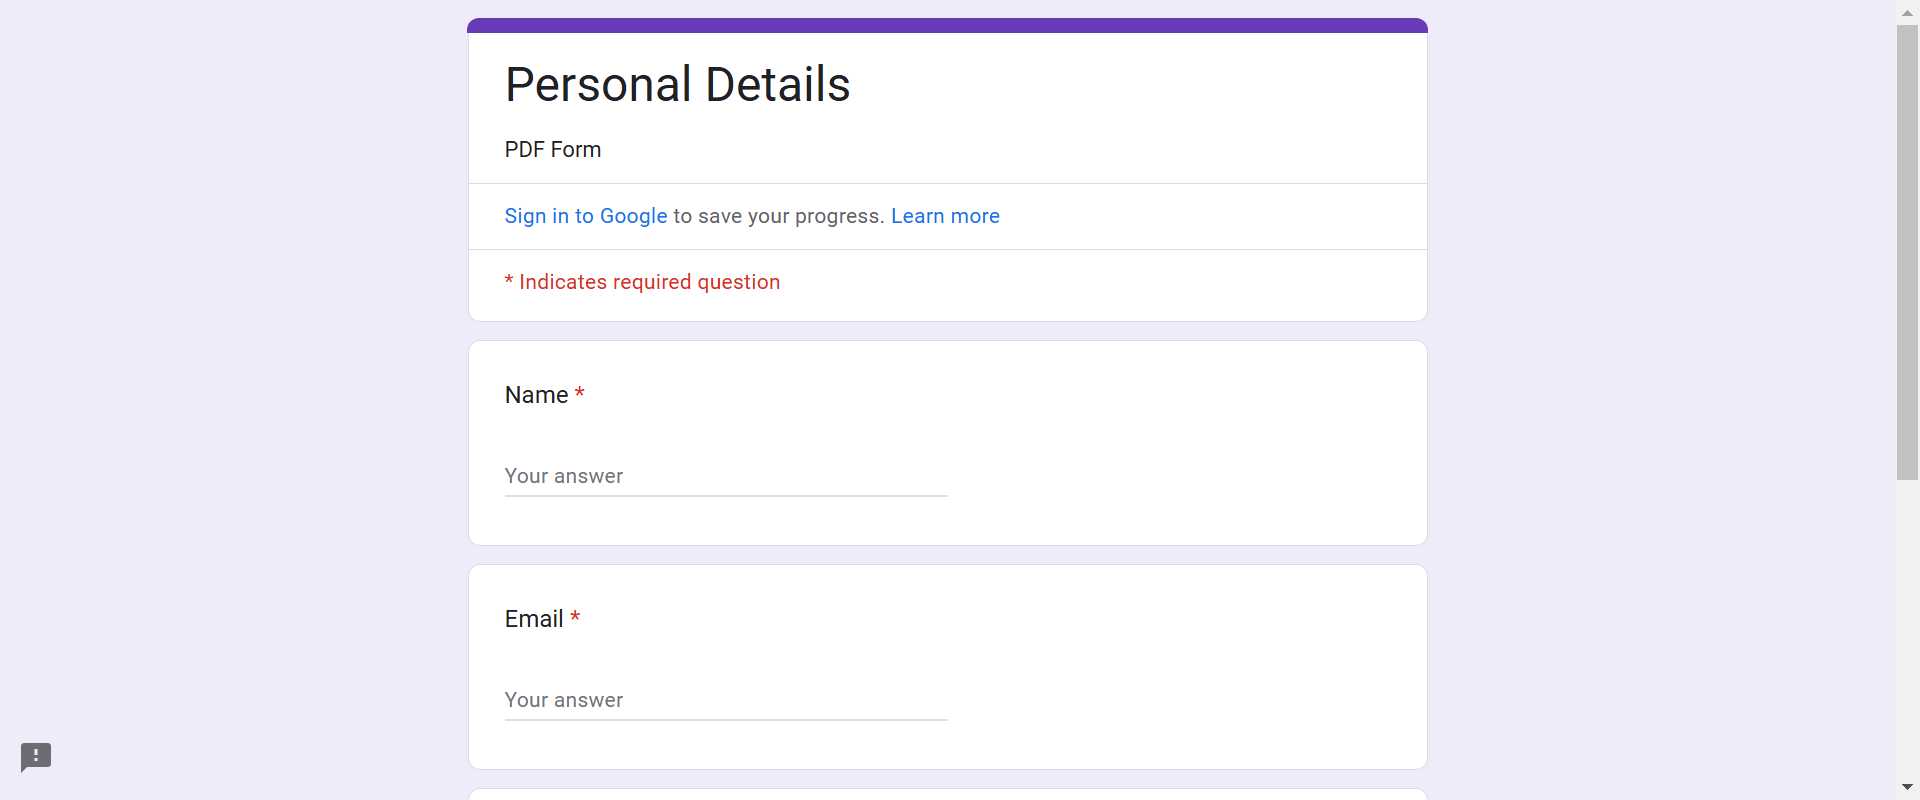 Personal Details
PDF Form
Sign in to Google to save your progress. Learn more
* Indicates required question
Name *
Your answer
Email *
Your answer